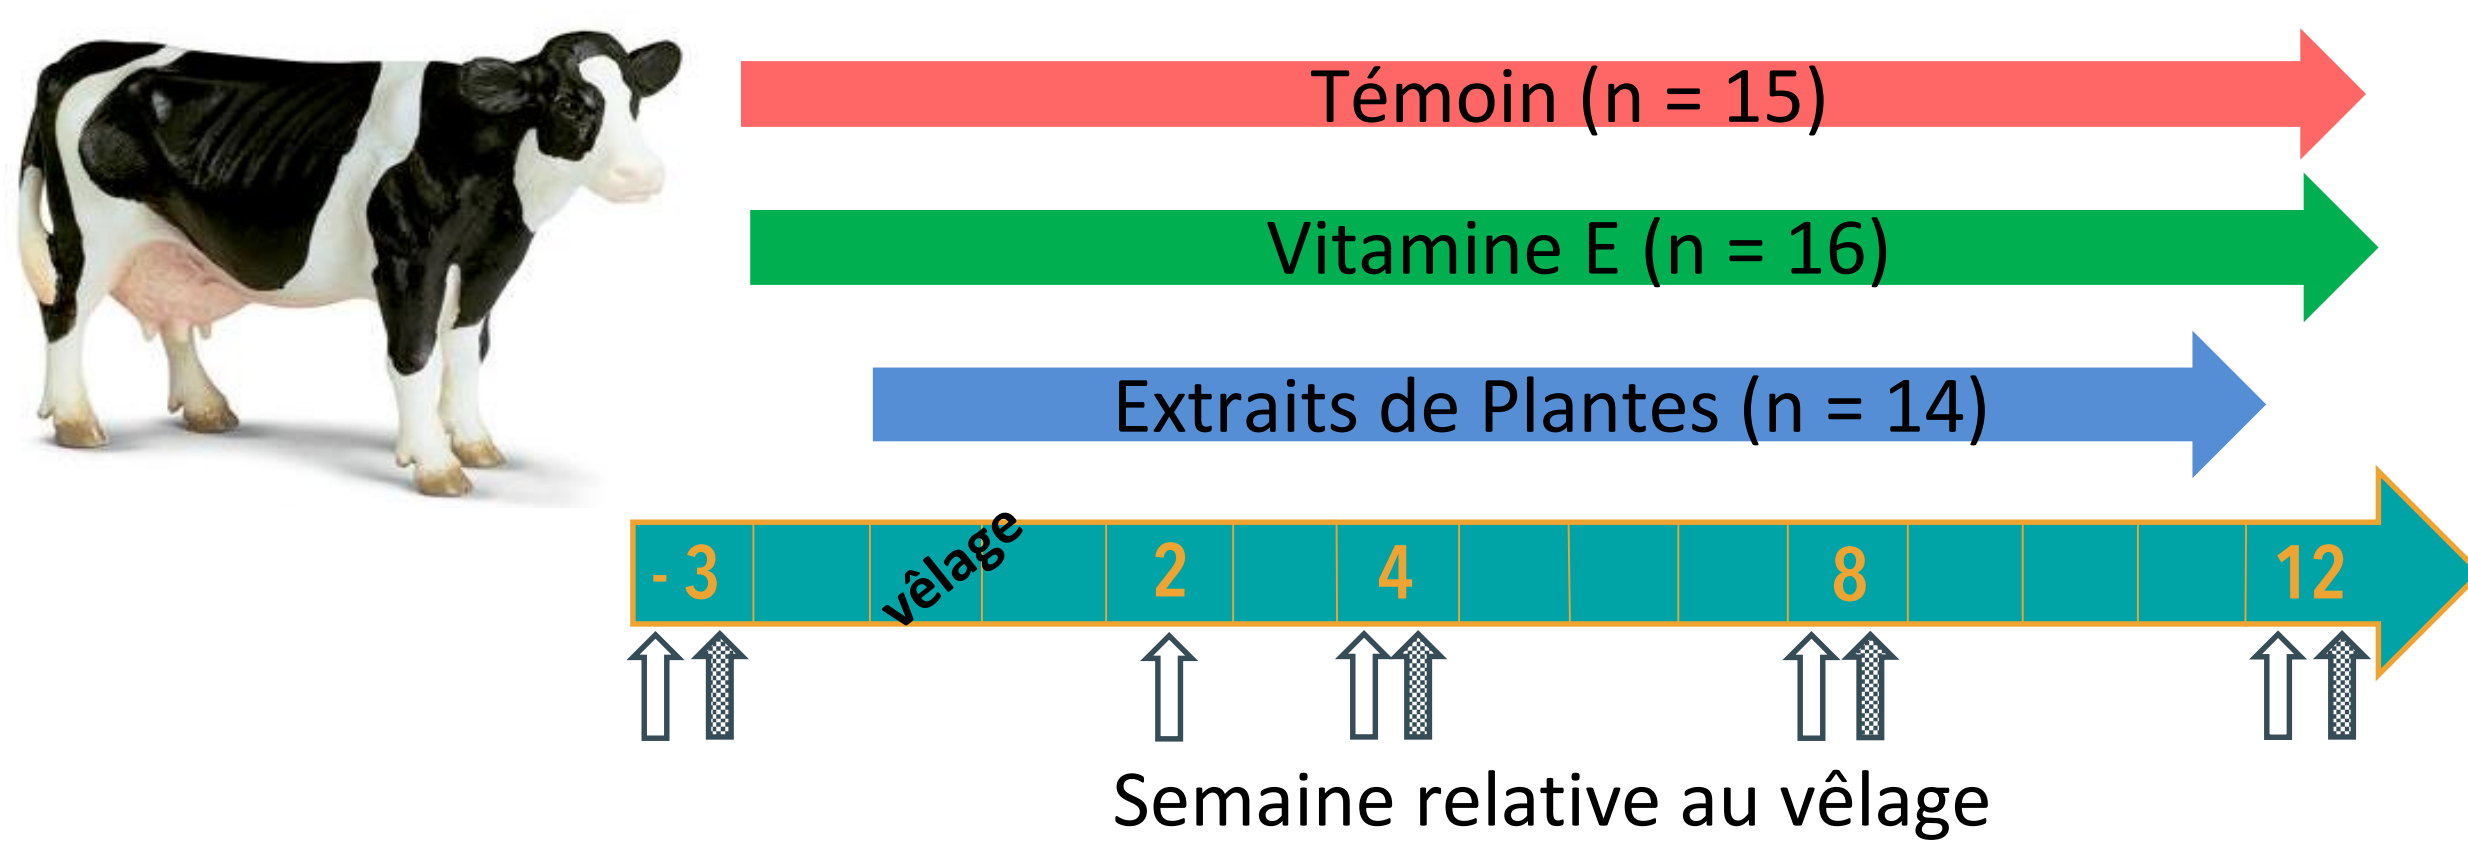 Témoin (n = 15)
Vitamine E (n = 16)
Extraits de Plantes (n = 14)
- 3 vêlage 2 4 8 12
Semaine relative au vêlage